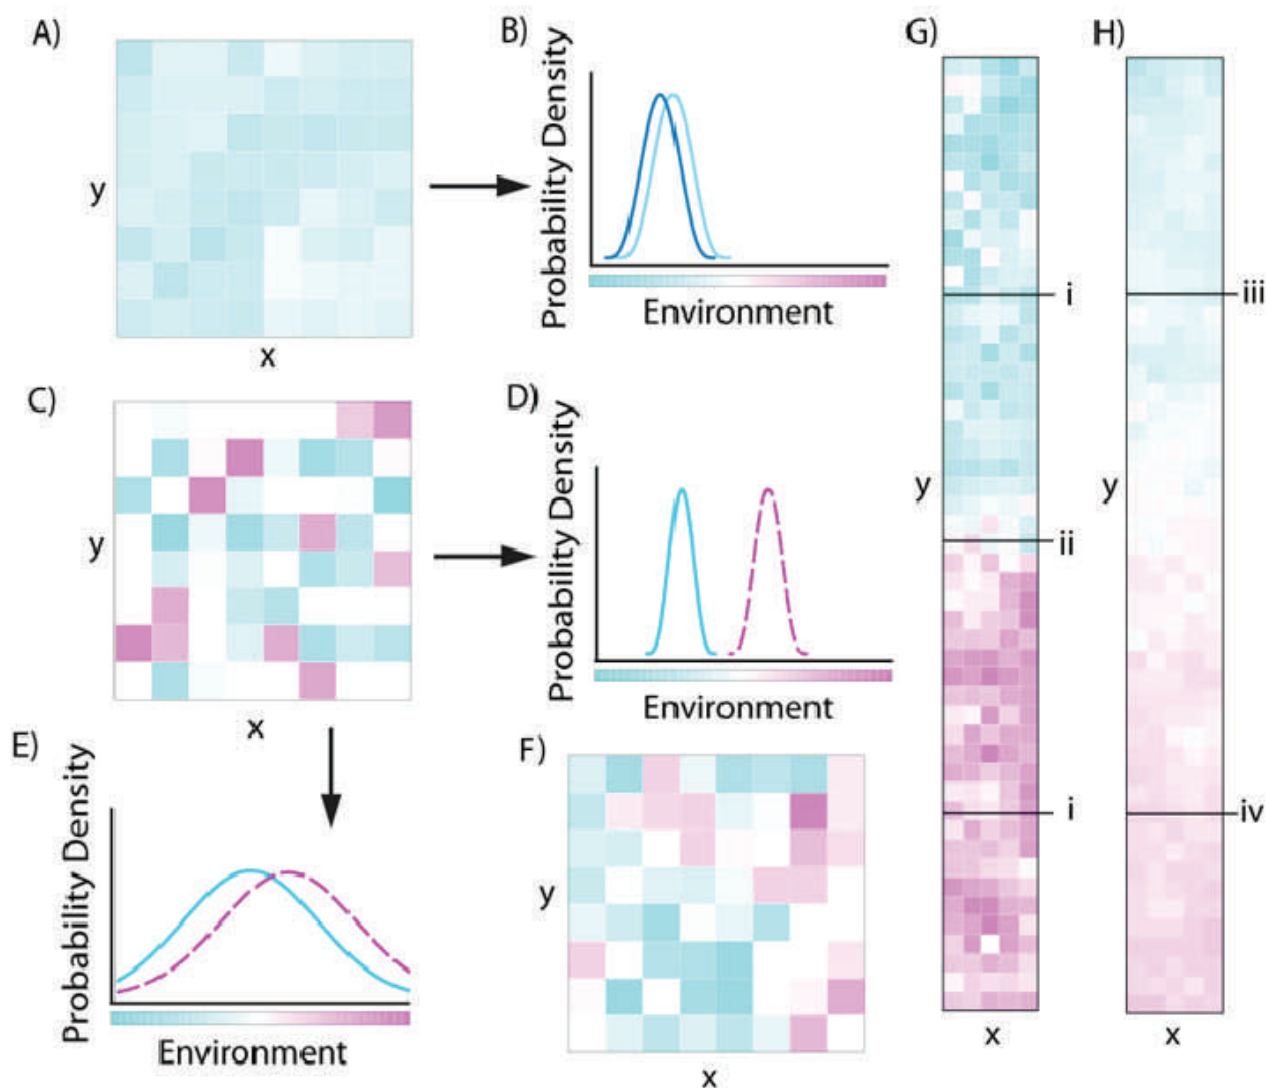 A)
y
x
B)
Probability Density
Environment
C)
y
x
D)
Probability Density
Environment
E)
Probability Density
Environment
F)
y
x
G)
i
y
ii
i
x
H)
iii
y
iv
x